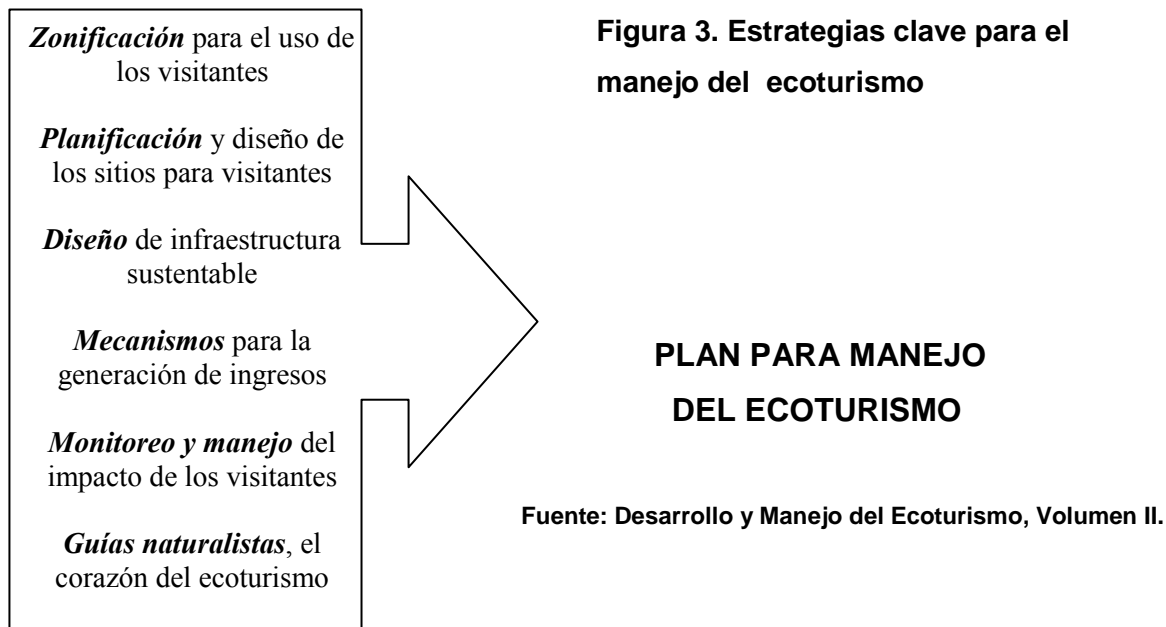 Zonificación para el uso de
los visitantes
Planificación y diseño de
los sitios para visitantes
Diseño de infraestructura
sustentable
Mecanismos para la
generación de ingresos
Monitoreo y manejo del
impacto de los visitantes
Guías naturalistas, el
corazón del ecoturismo
Figura 3. Estrategias clave para el
manejo del ecoturismo
PLAN PARA MANEJO
DEL ECOTURISMO
Fuente: Desarrollo y Manejo del Ecoturismo, Volumen II.